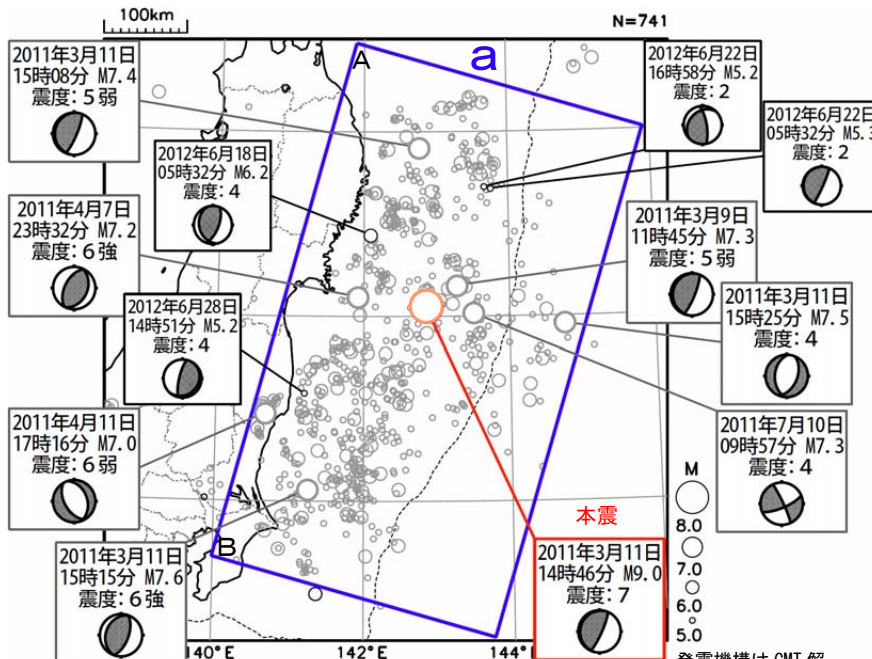 100km
N=741
A
a
2011年3月11日
15時08分 M7.4
震度：5弱
2012年6月22日
16時58分 M5.2
震度：2
2012年6月22日
05時32分 M5.3
震度：2
2012年6月18日
05時32分 M6.2
震度：4
2011年4月7日
23時32分 M7.2
震度：6強
2011年3月9日
11時45分 M7.3
震度：5弱
2012年6月28日
14時51分 M5.2
震度：4
2011年3月11日
15時25分 M7.5
震度：4
2011年4月11日
17時16分 M7.0
震度：6弱
2011年7月10日
09時57分 M7.3
震度：4
本震
B
2011年3月11日
15時15分 M7.6
震度：6強
2011年3月11日
14時46分 M9.0
震度：7
M
8.0
7.0
6.0
5.0
140°E
142°E
144°
発震機構は CMT 解